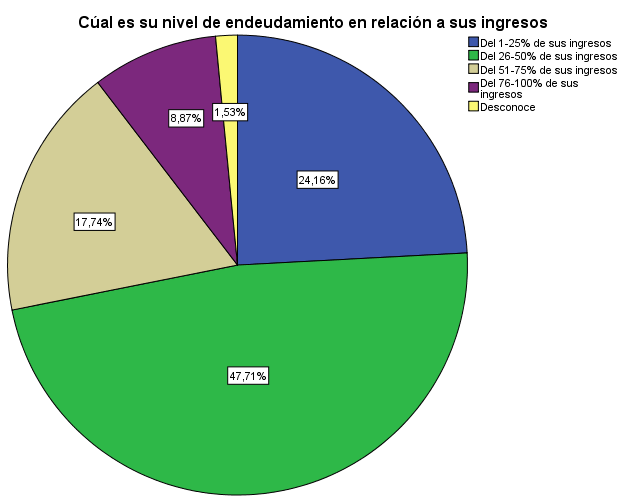 Cúal es su nivel de endeudamiento en relación a sus ingresos
Del 1-25% de sus ingresos
Del 26-50% de sus ingresos
Del 51-75% de sus ingresos
Del 76-100% de sus
ingresos
Desconoce
1,53%
8,87%
24,16%
17,74%
47,71%